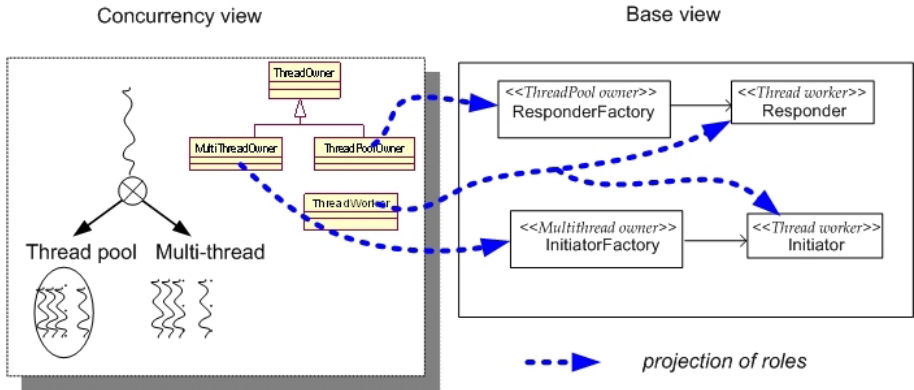 Concurrency view
Base view
ThreadOwner
MultiThreadOwner
ThreadPoolOwner
ThreadWorker
Thread pool
Multi-thread
<<ThreadPool owner>>
ResponderFactory
<<Thread worker>>
Responder
<<Multithread owner>>
InitiatorFactory
<<Thread worker>>
Initiator
projection of roles